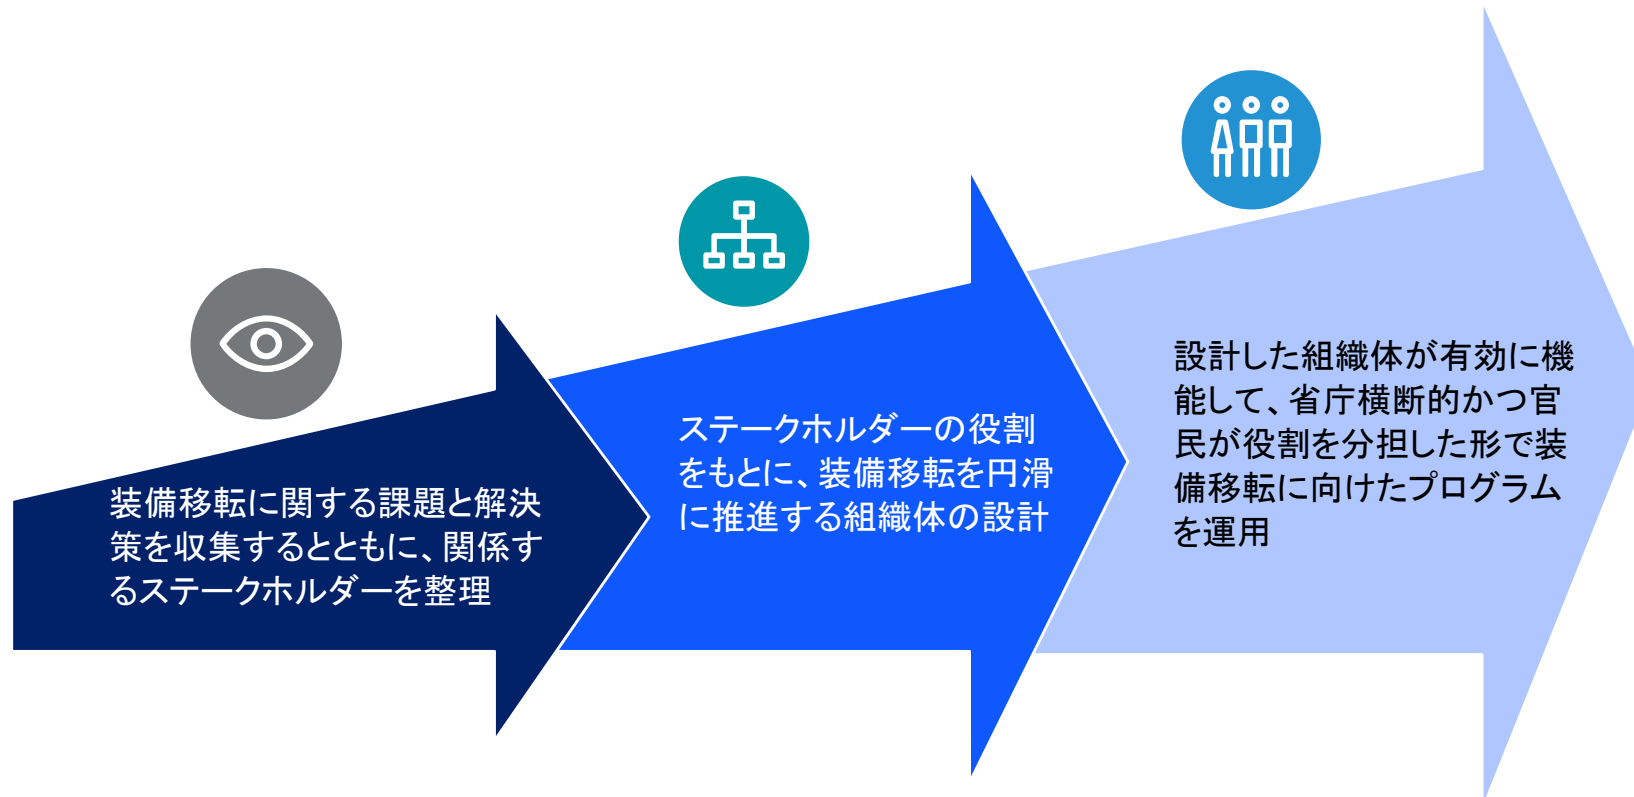 装備移転に関する課題と解決
策を収集するとともに、関係す
るステークホルダーを整理
ステークホルダーの役割
をもとに、装備移転を円滑
に推進する組織体の設計
設計した組織体が有効に機
能して、省庁横断的かつ官
民が役割を分担した形で装
備移転に向けたプログラム
を運用